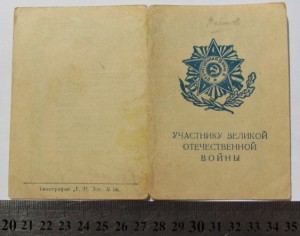 УЧАСТНИКУ ВЕЛИКОЙ
ОТЕЧЕСТВЕННОЙ
ВОЙНЫ
Типография
20 21 22 23 24 25 26 27 28 29 30 31 32 33 34 35